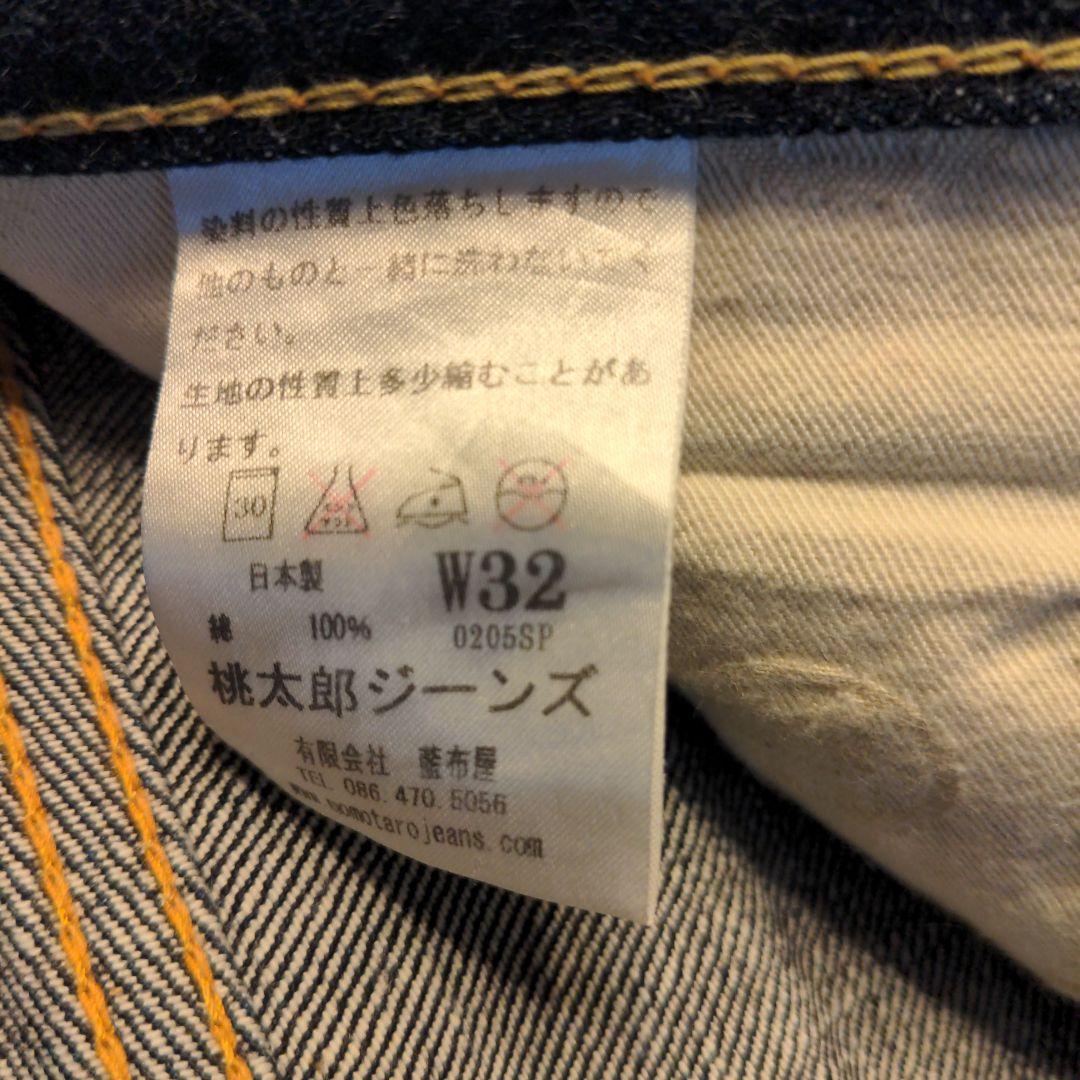 染料の性質上色落ちしますので
他のものと一緒に洗わないでく
ださい。
生地の性質上多少縮むことがあ
ります。
30
日本製 W32
綿 100% 0205SP
桃太郎ジーンズ
有限会社 藍布屋
TEL 086.470.5056
www.momotarojeans.com